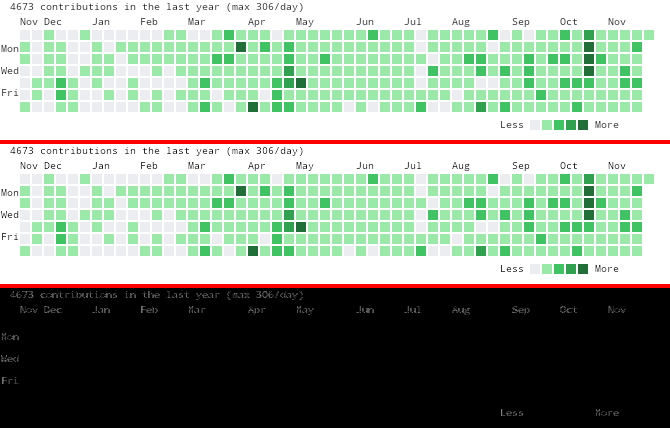 4673 contributions in the last year (max 306/day)
Nov Dec Jan Feb Mar Apr May Jun Jul Aug Sep Oct Nov
Mon
Wed
Fri
Less More
4673 contributions in the last year (max 306/day)
Nov Dec Jan Feb Mar Apr May Jun Jul Aug Sep Oct Nov
Mon
Wed
Fri
Less More
4673 contributions in the last year (max 306/day)
Nov Dec Jan Feb Mar Apr May Jun Jul Aug Sep Oct Nov
Mon
Wed
Fri
Less More